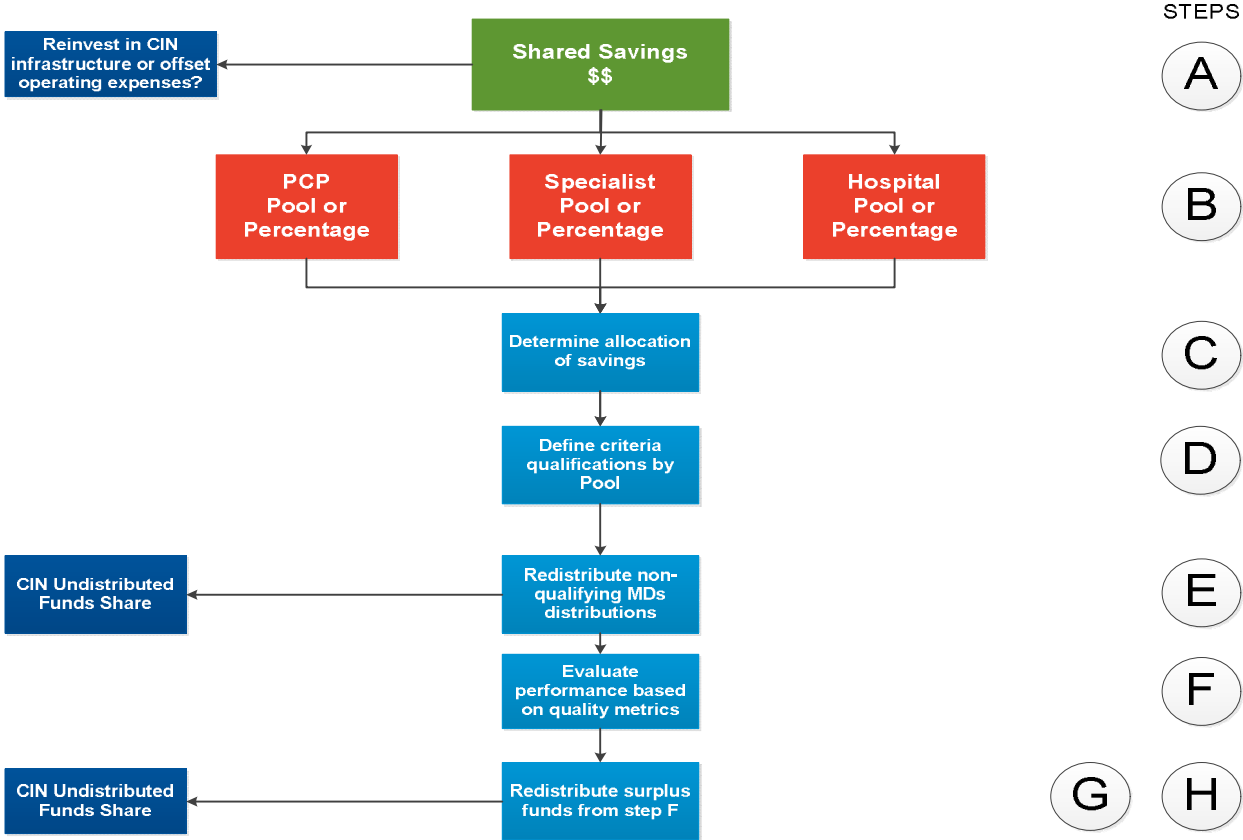 STEPS
Reinvest in CIN
infrastructure or offset
operating expenses?
Shared Savings
$$
A
PCP
Pool or
Percentage
Specialist
Pool or
Percentage
Hospital
Pool or
Percentage
B
Determine allocation
of savings
C
Define criteria
qualifications by
Pool
D
CIN Undistributed
Funds Share
Redistribute non-
qualifying MDs
distributions
E
Evaluate
performance based
on quality metrics
F
CIN Undistributed
Funds Share
Redistribute surplus
funds from step F
G
H